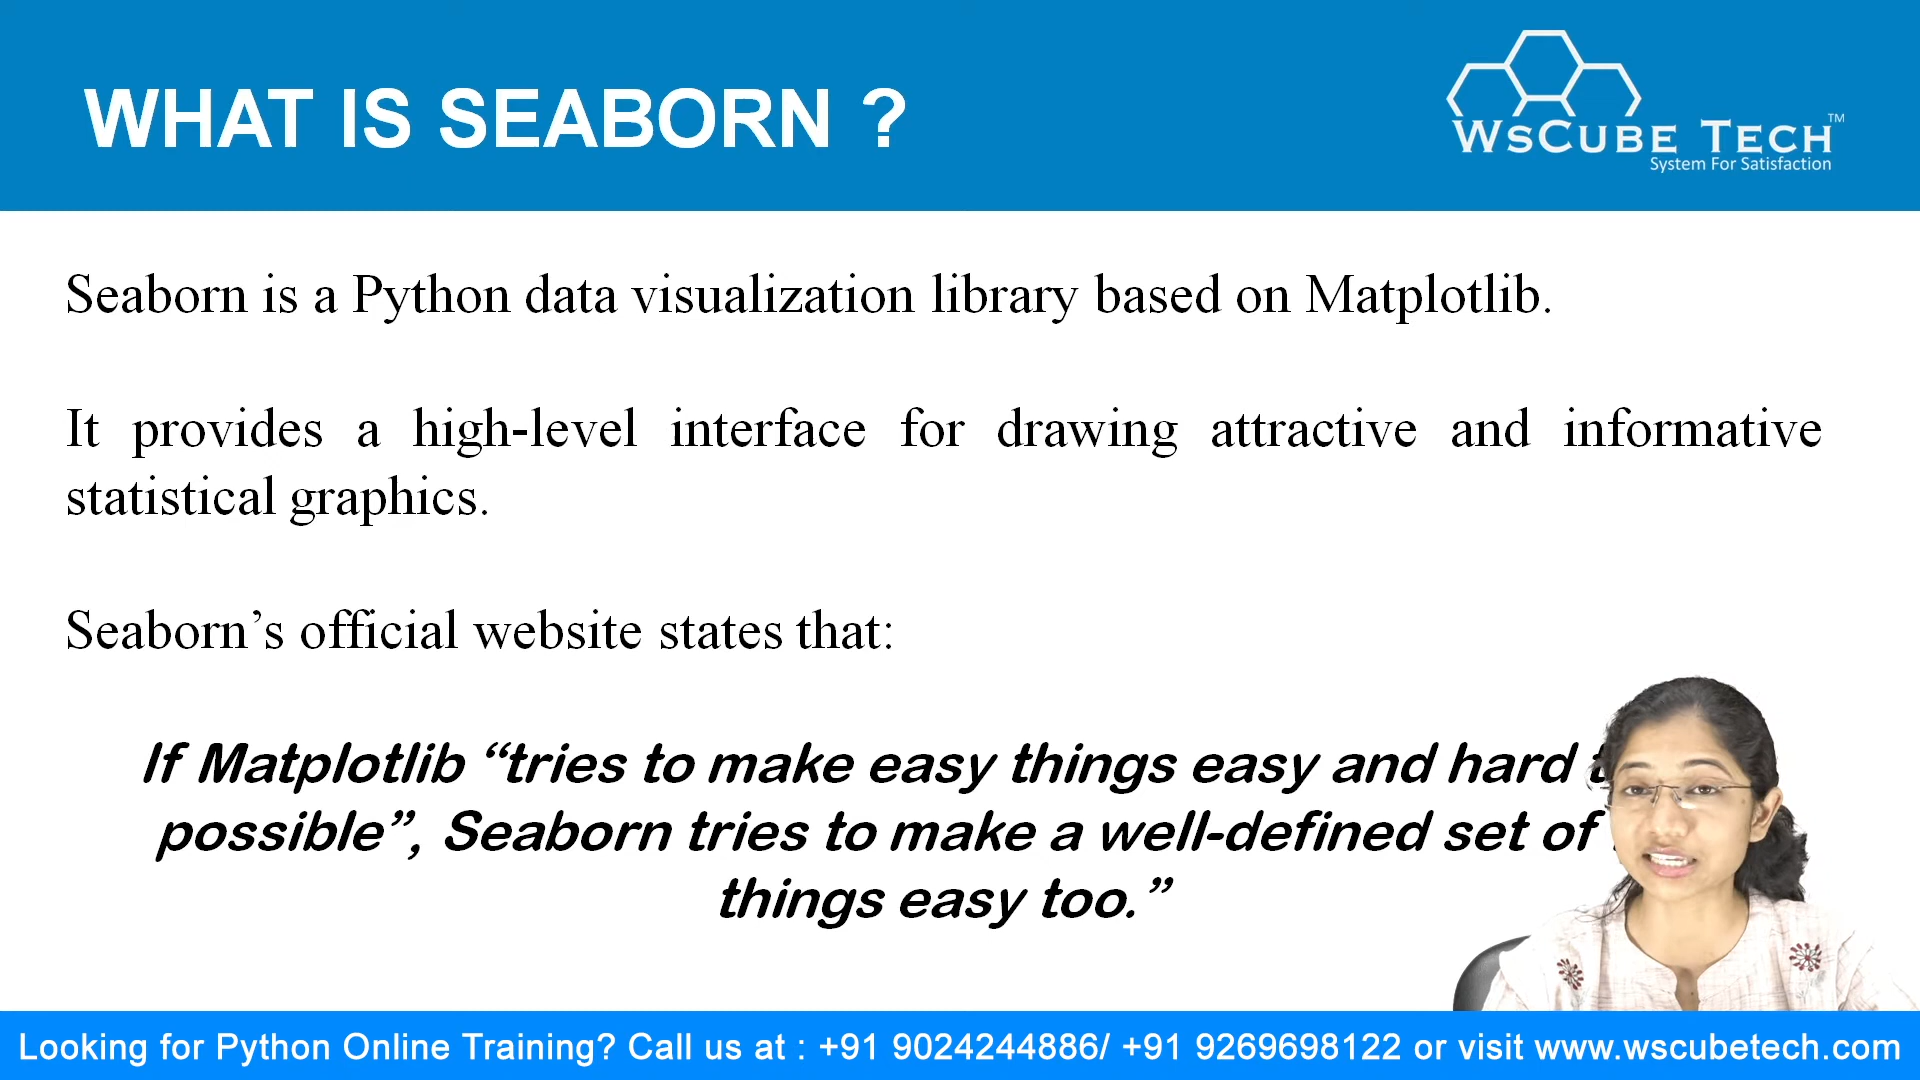 WHAT IS SEABORN ?
WSCUBE TECH™
System For Satisfaction
Seaborn is a Python data visualization library based on Matplotlib.
It provides a high-level interface for drawing attractive and informative
statistical graphics.
Seaborn’s official website states that:
If Matplotlib “tries to make easy things easy and hard
possible”, Seaborn tries to make a well-defined set of
things easy too.”
Looking for Python Online Training? Call us at : +91 9024244886/ +91 9269698122 or visit www.wscubetech.com